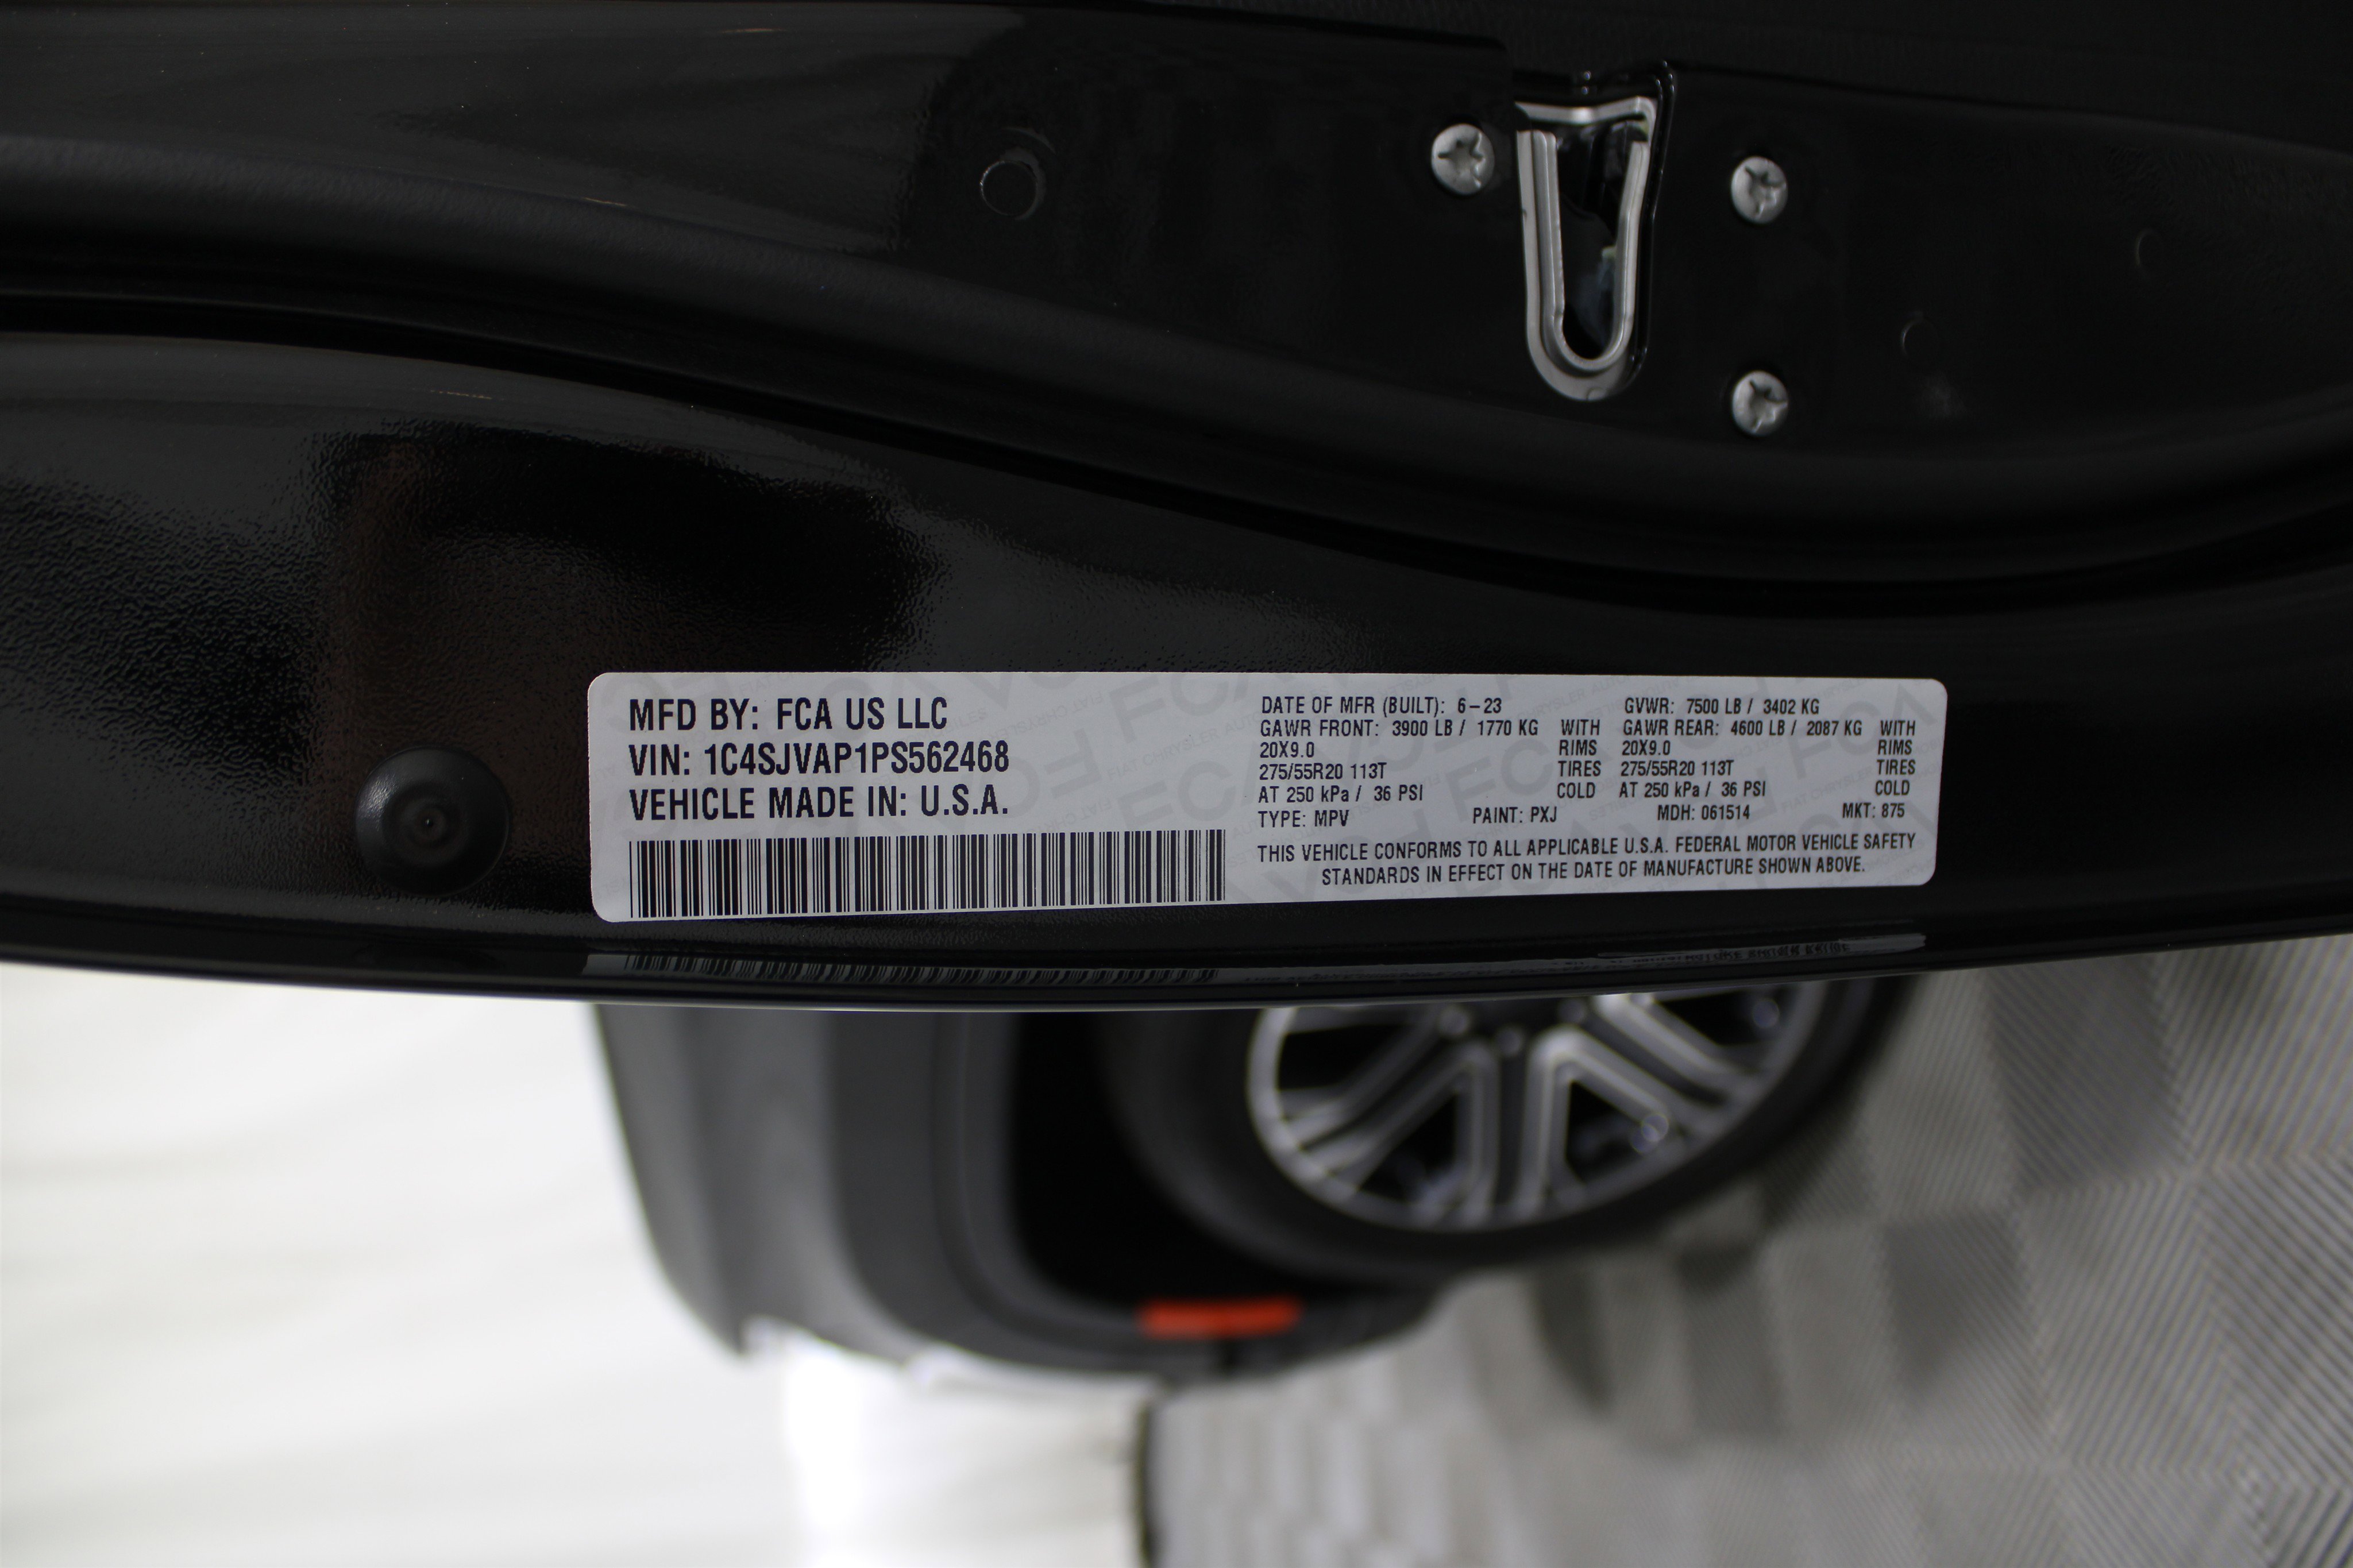 MFD BY: FCA US LLC
VIN: 1C4SJVAP1PS562468
VEHICLE MADE IN: U.S.A.
DATE OF MFR (BUILT): 6-23 GVWR: 7500 LB / 3402 KG
GAWR FRONT: 3900 LB / 1770 KG WITH GAWR REAR: 4600 LB / 2087 KG WITH
20X9.0 RIMS 20X9.0 RIMS
275/55R20 113T TIRES 275/55R20 113T TIRES
AT 250 kPa / 36 PSI COLD AT 250 kPa / 36 PSI COLD
TYPE: MPV PAINT: PXJ MDH: 061514 MKT: 875
THIS VEHICLE CONFORMS TO ALL APPLICABLE U.S.A. FEDERAL MOTOR VEHICLE SAFETY
STANDARDS IN EFFECT ON THE DATE OF MANUFACTURE SHOWN ABOVE.